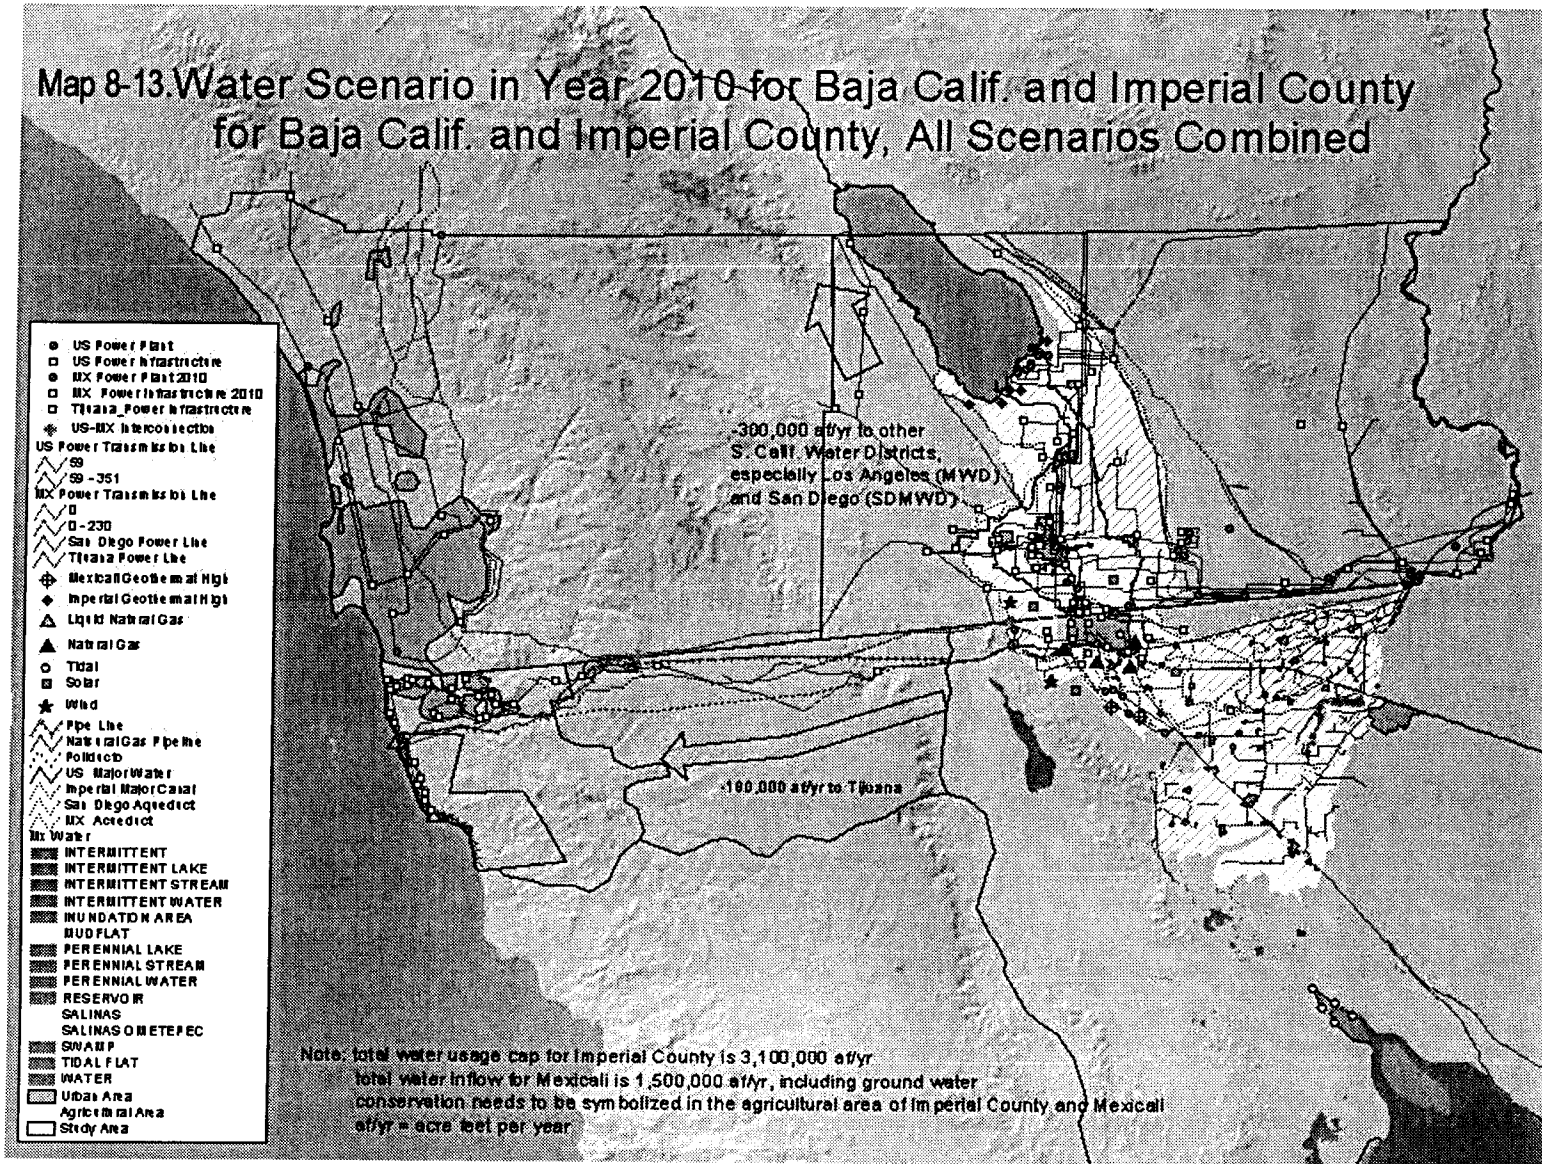 Map 8-13. Water Scenario in Year 2010 for Baja Calif. and Imperial County
for Baja Calif. and Imperial County, All Scenarios Combined
US Power Plant
US Power Infrastructure
MX Power Plant 2010
MX Power Infrastructure 2010
Tijuana_Power Infrastructure
US-MX Interconnection
US Power Transmission Line
59
59 - 351
MX Power Transmission Line
0
0 - 230
San Diego Power Line
Tijuana Power Line
Mexicali Geothermal High
Imperial Geothermal High
Liquid Natural Gas
Natural Gas
Tidal
Solar
Wind
Pipe Line
Natural Gas Pipeline
Poliducto
US Major Water
Imperial Major Canal
San Diego Aqueduct
MX Acreduct
Mx Water
INTERMITTENT
INTERMITTENT LAKE
INTERMITTENT STREAM
INTERMITTENT WATER
INUNDATION AREA
MUDFLAT
PERENNIAL LAKE
PERENNIAL STREAM
PERENNIAL WATER
RESERVOIR
SALINAS
SALINAS OMETEPEC
SWAMP
TIDAL FLAT
WATER
Urban Area
Agricultural Area
Study Area
-300,000 af/yr to other
S. Calif. Water Districts,
especially Los Angeles (MWD)
and San Diego (SDMWD)
-100,000 af/yr to Tijuana
Note: total water usage cap for Imperial County is 3,100,000 af/yr
total water inflow for Mexicali is 1,500,000 af/yr, including ground water
conservation needs to be symbolized in the agricultural area of Imperial County and Mexicali
af/yr = acre feet per year